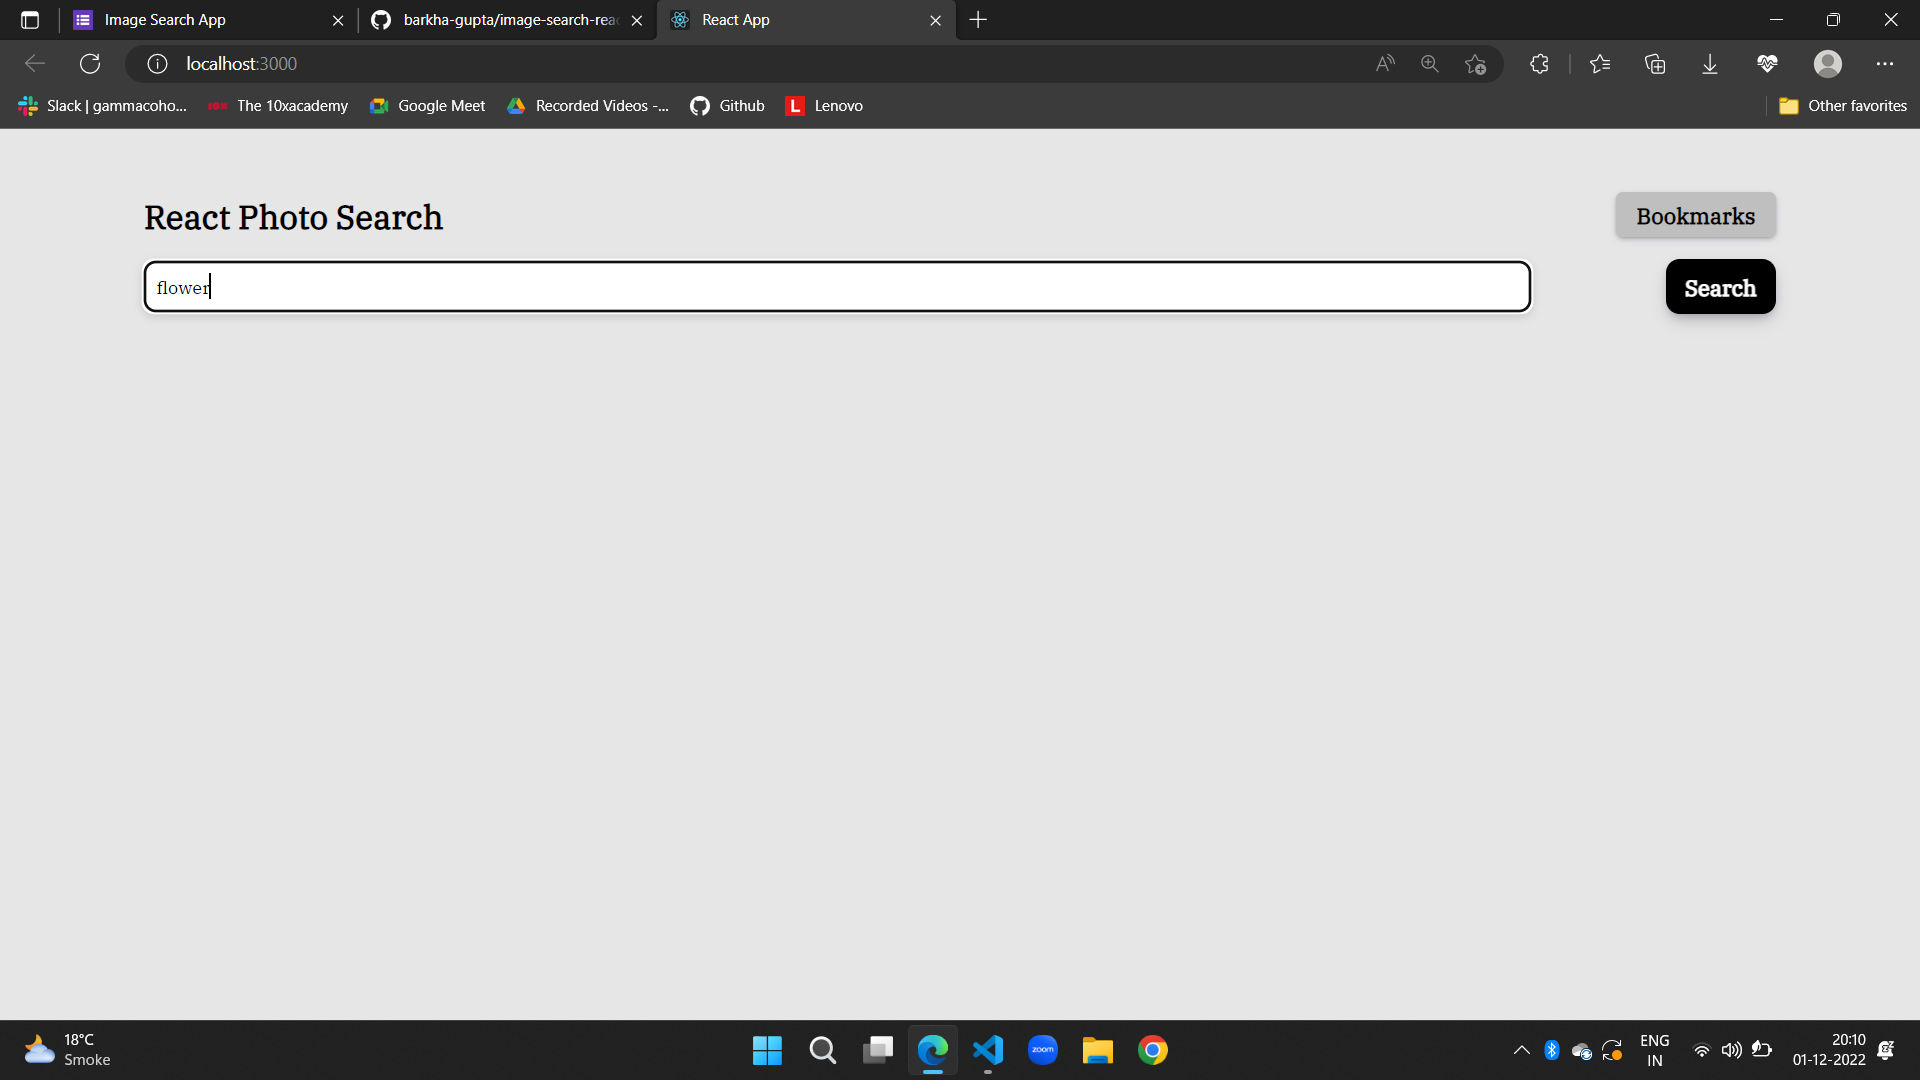 Image Search App
barkha-gupta/image-search-rea
React App
localhost:3000
Slack | gammacoho...
The 10xacademy
Google Meet
Recorded Videos -...
Github
Lenovo
Other favorites
React Photo Search
Bookmarks
flower
Search
18°C
Smoke
zoom
ENG
IN
20:10
01-12-2022